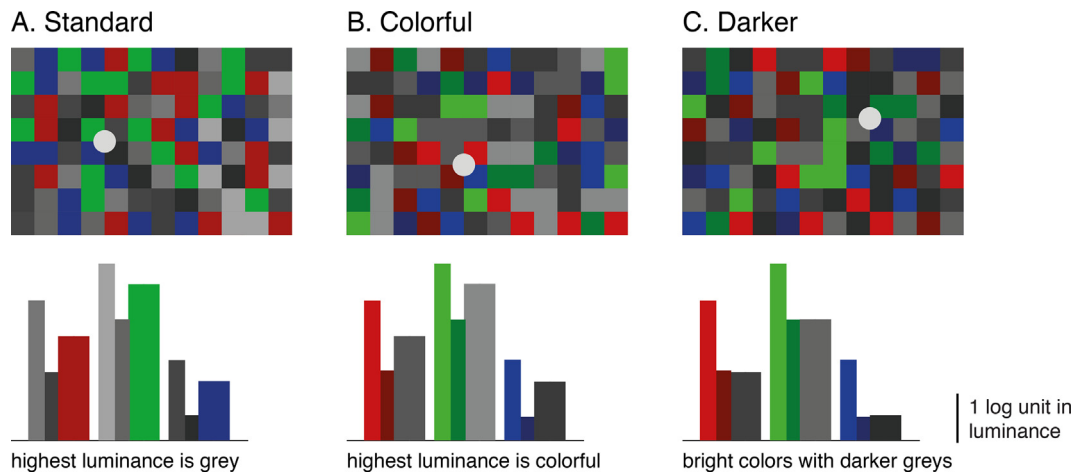 A. Standard
B. Colorful
C. Darker
1 log unit in
luminance
highest luminance is grey
highest luminance is colorful
bright colors with darker greys